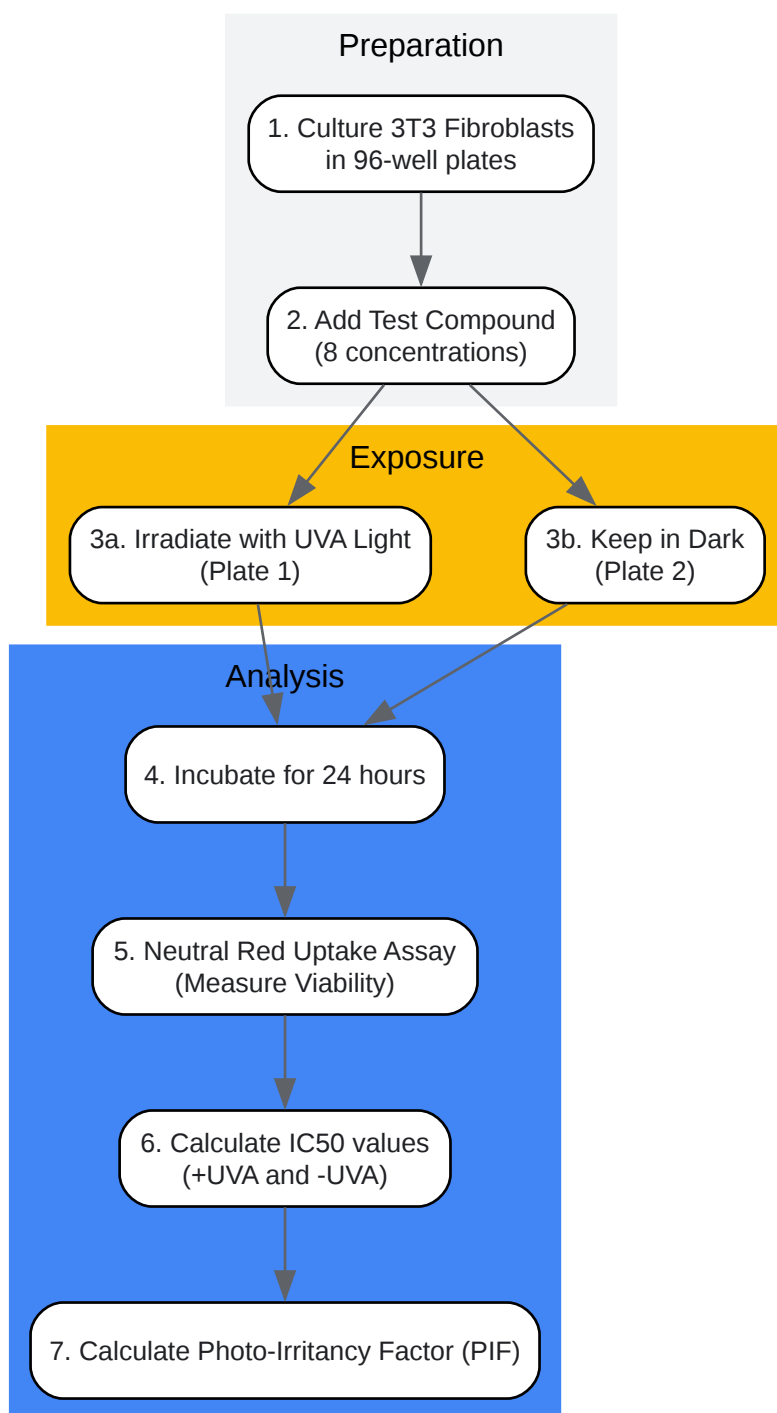 Preparation
1. Culture 3T3 Fibroblasts
in 96-well plates
2. Add Test Compound
(8 concentrations)
Exposure
3a. Irradiate with UVA Light
(Plate 1)
3b. Keep in Dark
(Plate 2)
Analysis
4. Incubate for 24 hours
5. Neutral Red Uptake Assay
(Measure Viability)
6. Calculate IC50 values
(+UVA and -UVA)
7. Calculate Photo-Irritancy Factor (PIF)